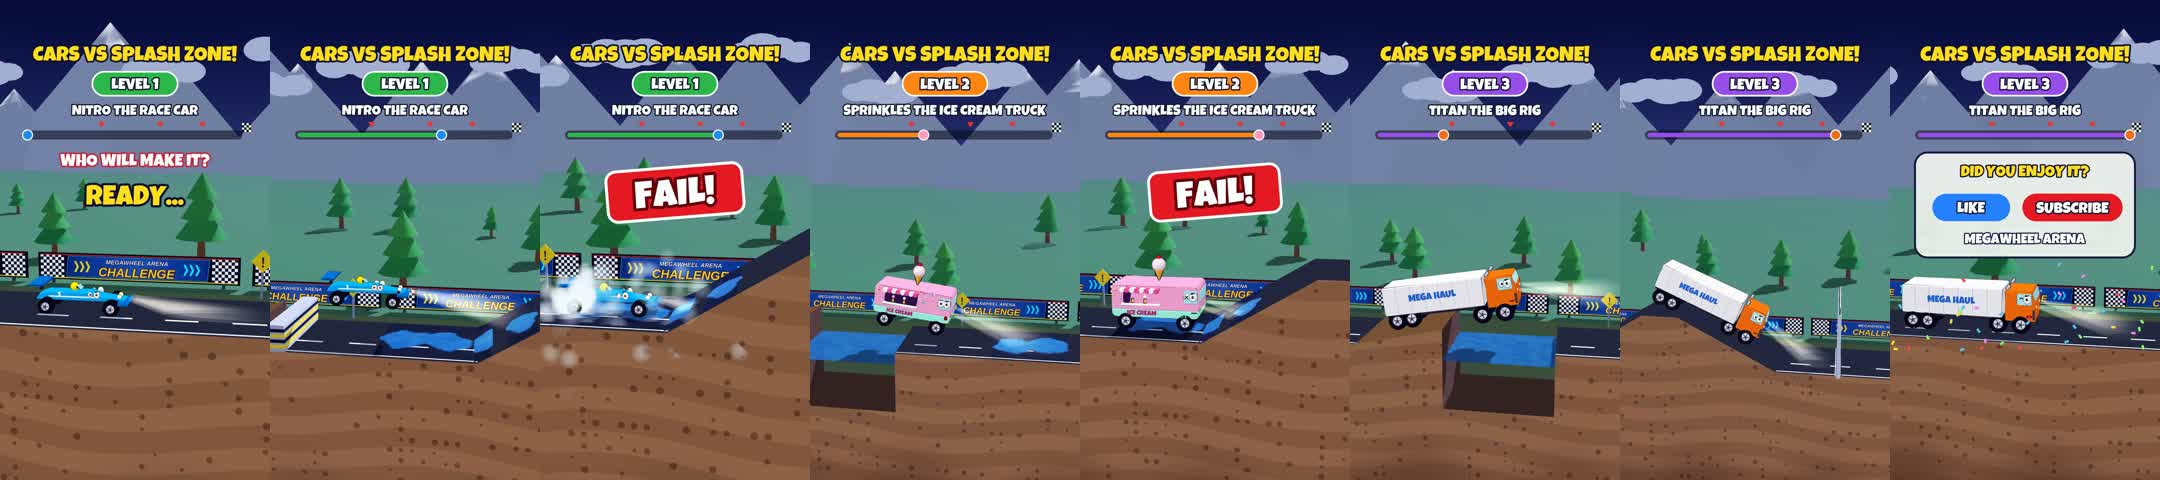 CARS VS SPLASH ZONE!
LEVEL 1
NITRO THE RACE CAR
WHO WILL MAKE IT?
READY...
MEGAWHEEL ARENA
CHALLENGE
CARS VS SPLASH ZONE!
LEVEL 1
NITRO THE RACE CAR
CHALLENGE
MEGAWHEEL ARENA
CHALLENGE
CARS VS SPLASH ZONE!
LEVEL 1
NITRO THE RACE CAR
FAIL!
MEGAWHEEL ARENA
CHALLENGE
CARS VS SPLASH ZONE!
LEVEL 2
SPRINKLES THE ICE CREAM TRUCK
MEGAWHEEL ARENA
CHALLENGE
ICE CREAM
MEGAWHEEL ARENA
CHALLENGE
CARS VS SPLASH ZONE!
LEVEL 2
SPRINKLES THE ICE CREAM TRUCK
FAIL!
ICE CREAM
CARS VS SPLASH ZONE!
LEVEL 3
TITAN THE BIG RIG
MEGA HAUL
CARS VS SPLASH ZONE!
LEVEL 3
TITAN THE BIG RIG
MEGA HAUL
CARS VS SPLASH ZONE!
LEVEL 3
TITAN THE BIG RIG
DID YOU ENJOY IT?
LIKE
SUBSCRIBE
MEGAWHEEL ARENA
MEGA HAUL